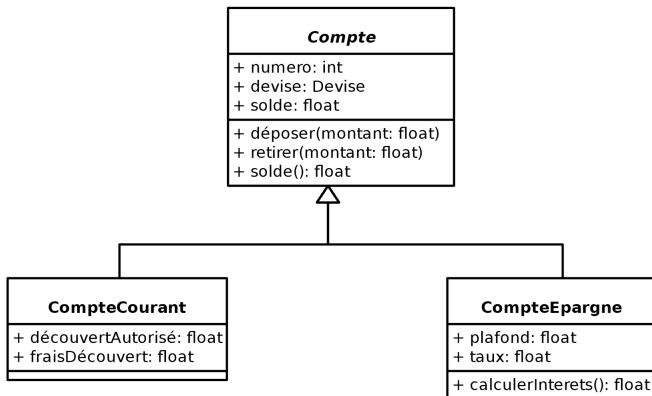 Compte
+ numero: int
+ devise: Devise
+ solde: float
+ déposer(montant: float)
+ retirer(montant: float)
+ solde(): float
CompteCourant
+ découvertAutorisé: float
+ fraisDécouvert: float
CompteEpargne
+ plafond: float
+ taux: float
+ calculerInterets(): float